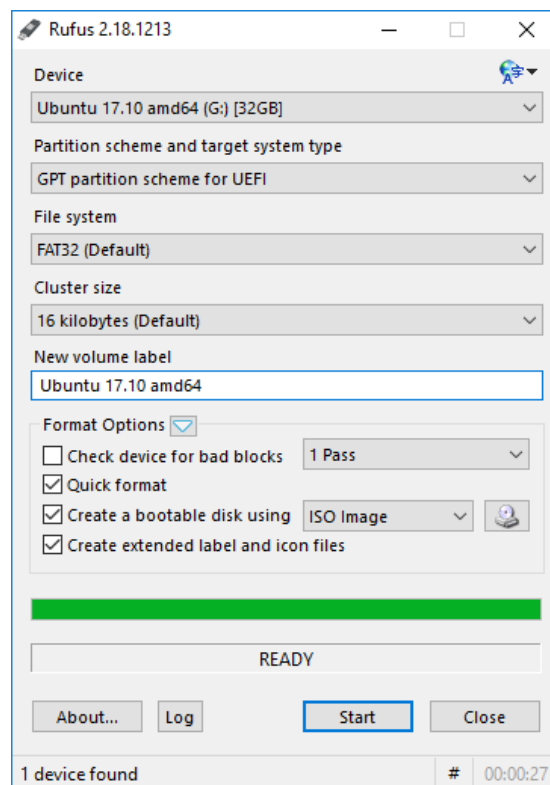 Rufus 2.18.1213
Device
Ubuntu 17.10 amd64 (G:) [32GB]
Partition scheme and target system type
GPT partition scheme for UEFI
File system
FAT32 (Default)
Cluster size
16 kilobytes (Default)
New volume label
Ubuntu 17.10 amd64
Format Options
Check device for bad blocks 1 Pass
Quick format
Create a bootable disk using ISO Image
Create extended label and icon files
READY
About... Log Start Close
1 device found # 00:00:27